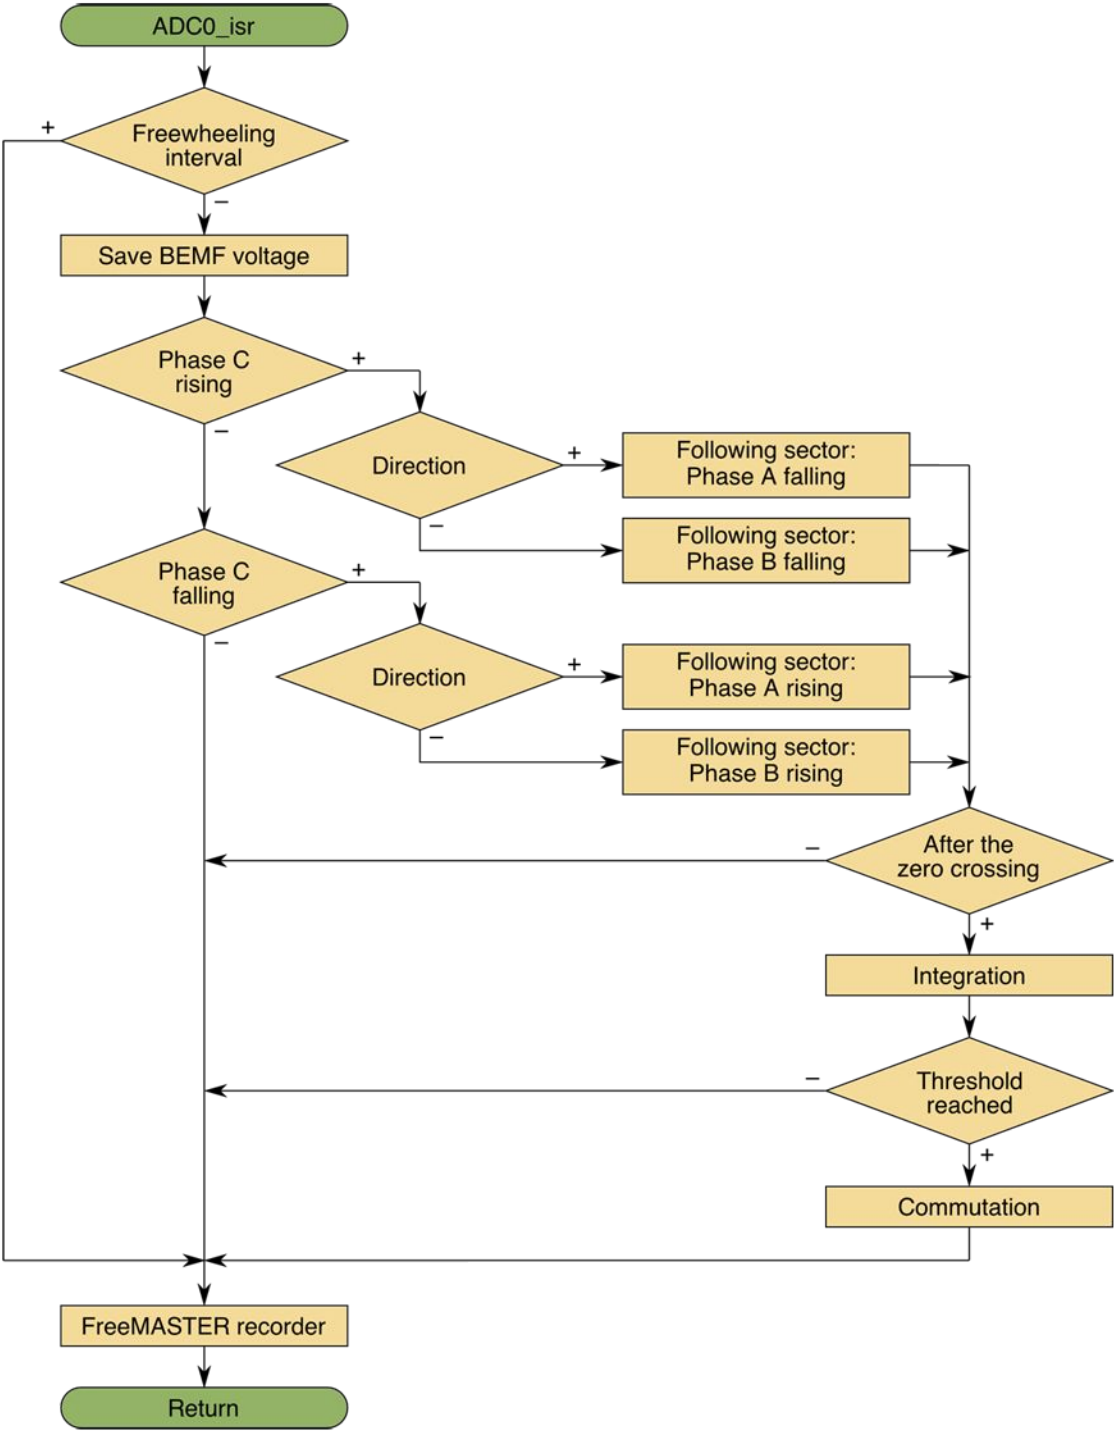 ADC0_isr
+
Freewheeling
interval
–
Save BEMF voltage
Phase C
rising
+
–
Direction
+
Following sector:
Phase A falling
–
Following sector:
Phase B falling
Phase C
falling
+
–
Direction
+
Following sector:
Phase A rising
–
Following sector:
Phase B rising
After the
zero crossing
–
+
Integration
Threshold
reached
–
+
Commutation
FreeMASTER recorder
Return